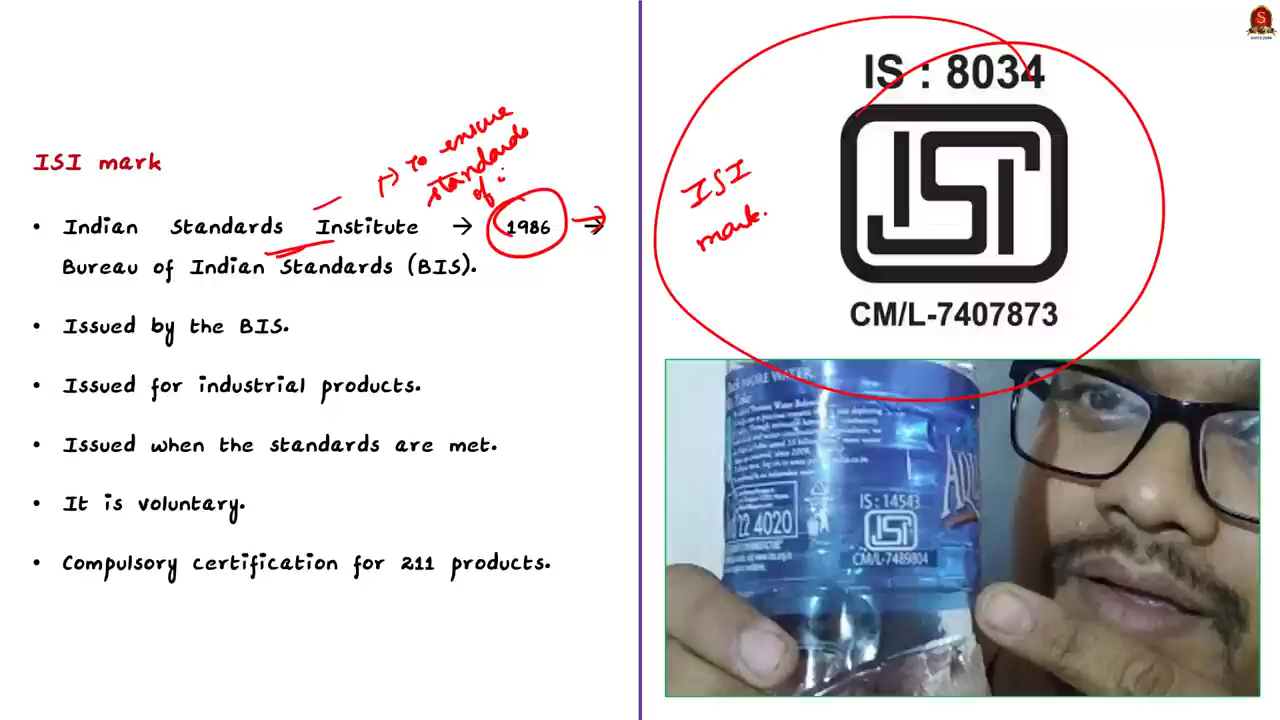 ISI mark
• Indian Standards Institute → 1986 →
Bureau of Indian Standards (BIS).
• Issued by the BIS.
• Issued for industrial products.
• Issued when the standards are met.
• It is voluntary.
• Compulsory certification for 211 products.
→ To ensure
standards
of :
IS : 8034
ISI
CM/L-7407873
ISI
mark.
MORE WATER
22 4020
IS : 14543
ISI
CM/L-7489804
S